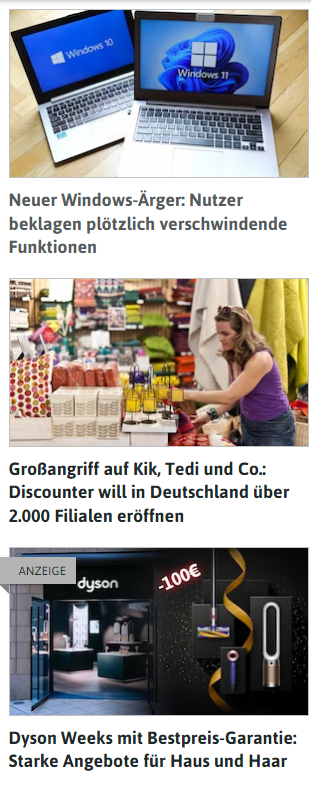 Windows 10
Windows 11
Neuer Windows-Ärger: Nutzer
beklagen plötzlich verschwindende
Funktionen
Großangriff auf Kik, Tedi und Co.:
Discounter will in Deutschland über
2.000 Filialen eröffnen
ANZEIGE
dyson
-100€
Dyson Weeks mit Bestpreis-Garantie:
Starke Angebote für Haus und Haar